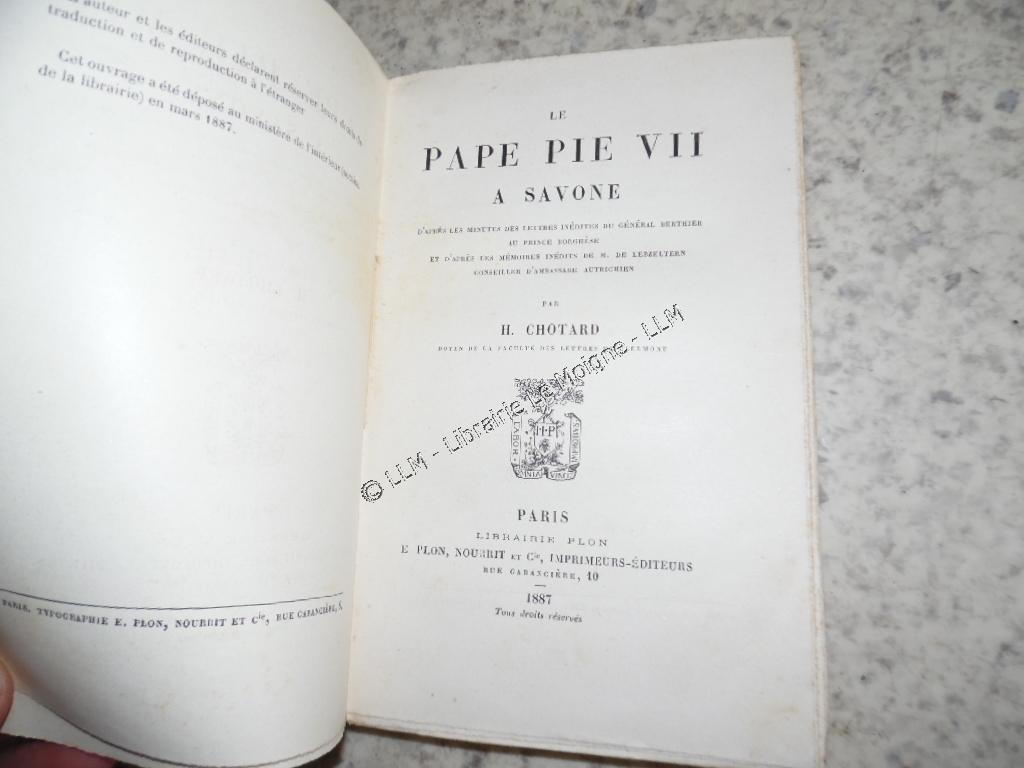 auteur et les éditeurs déclarent réserver leurs droits de
traduction et de reproduction à l'étranger
Cet ouvrage a été déposé au ministère de l'intérieur (section
de la librairie) en mars 1887.
PARIS. TYPOGRAPHIE E. PLON, NOURRIT ET Cie, RUE GARANCIÈRE, 8.
LE
PAPE PIE VII
A SAVONE
D'APRÈS LES MINUTES DES LETTRES INÉDITES DU GÉNÉRAL BERTHIER
AU PRINCE BORGHÈSE
ET D'APRÈS LES MÉMOIRES INÉDITS DE M. DE LEBZELTERN
CONSEILLER D'AMBASSADE AUTRICHIEN
PAR
H. CHOTARD
DOYEN DE LA FACULTÉ DES LETTRES DE CLERMONT
LABOR OMNIA VINCIT IMPROBUS
HP
PARIS
LIBRAIRIE PLON
E. PLON, NOURRIT ET Cie, IMPRIMEURS-ÉDITEURS
RUE GARANCIÈRE, 10
1887
Tous droits réservés
© LLM - Librairie Le Moigne - LLM